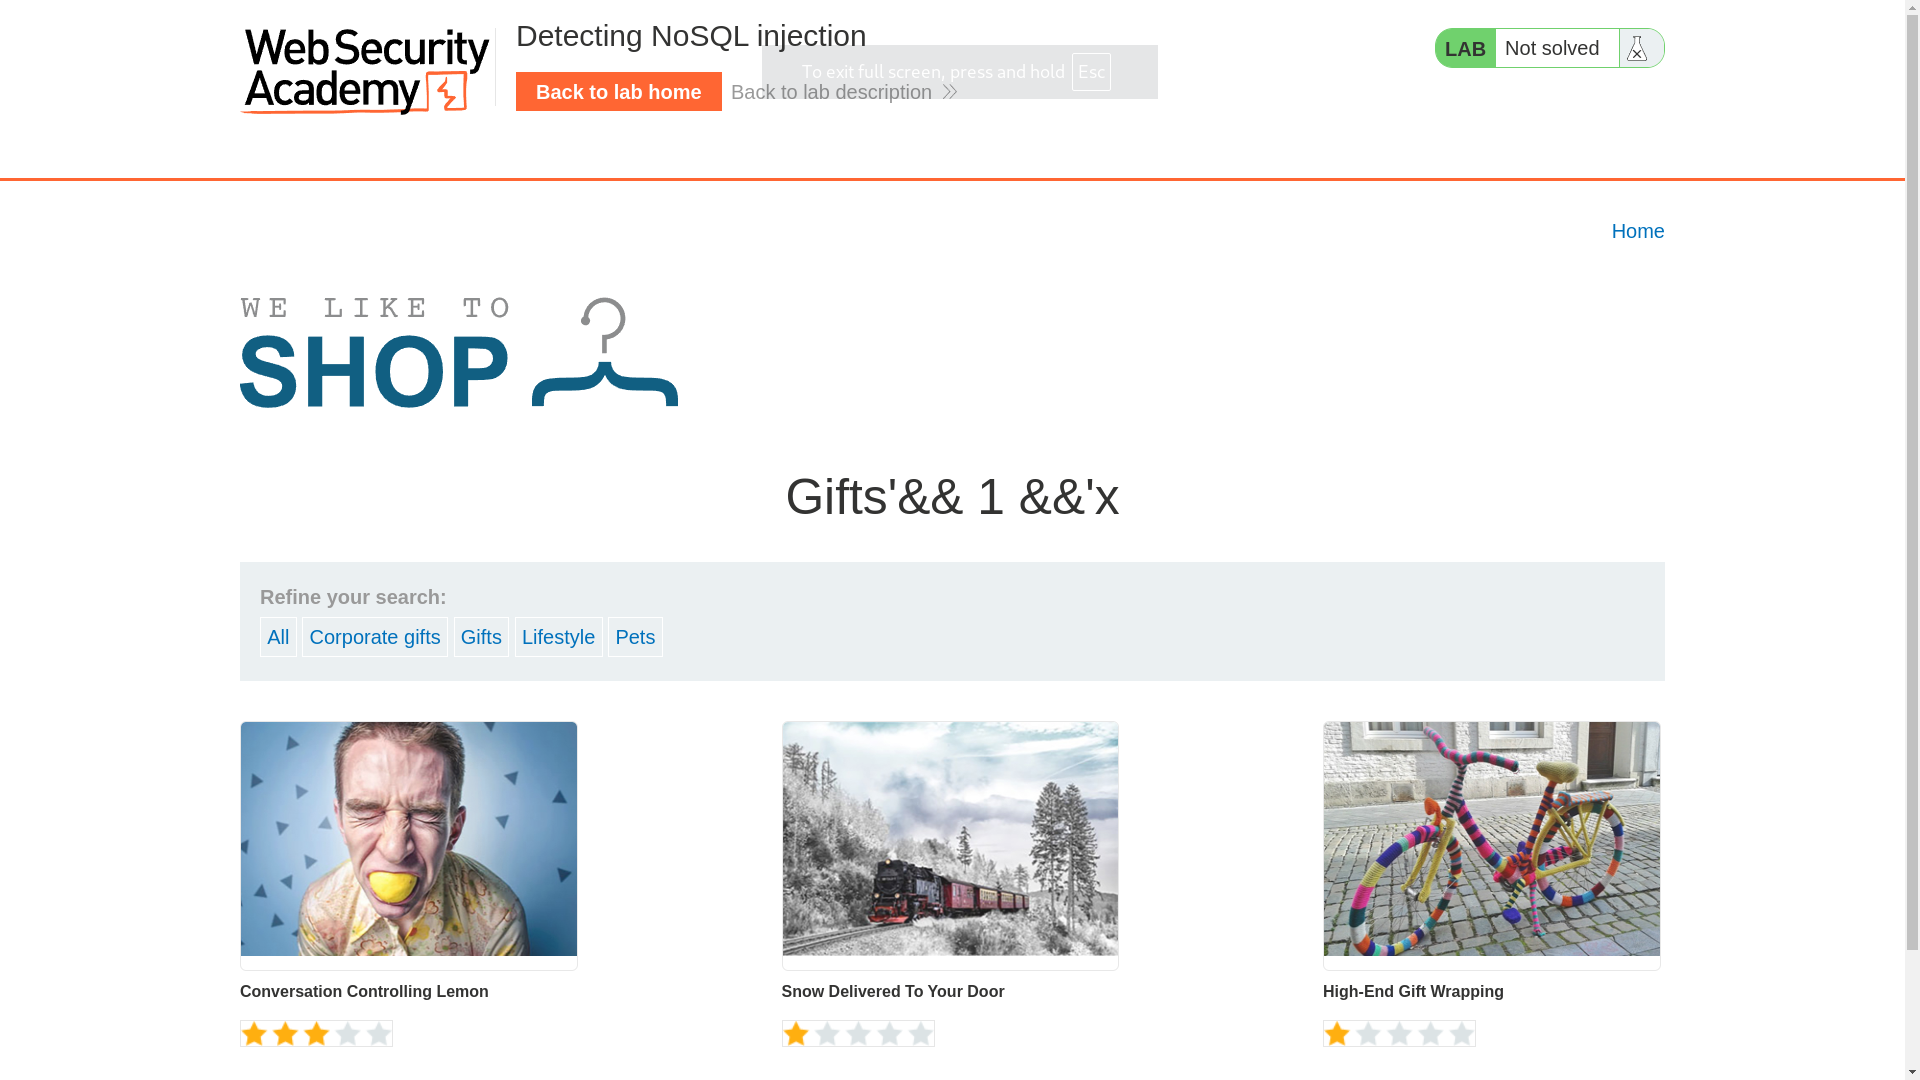 Web Security
Academy
Detecting NoSQL injection
Back to lab home
Back to lab description
To exit full screen, press and hold Esc
LAB Not solved
Home
WE LIKE TO
SHOP
Gifts'&& 1 &&'x
Refine your search:
All Corporate gifts Gifts Lifestyle Pets
Conversation Controlling Lemon
Snow Delivered To Your Door
High-End Gift Wrapping